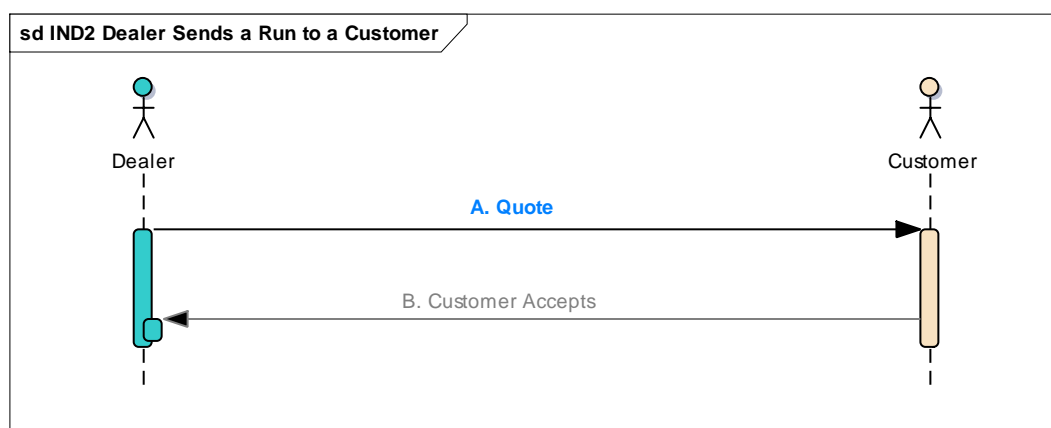 sd IND2 Dealer Sends a Run to a Customer
Dealer
Customer
A. Quote
B. Customer Accepts